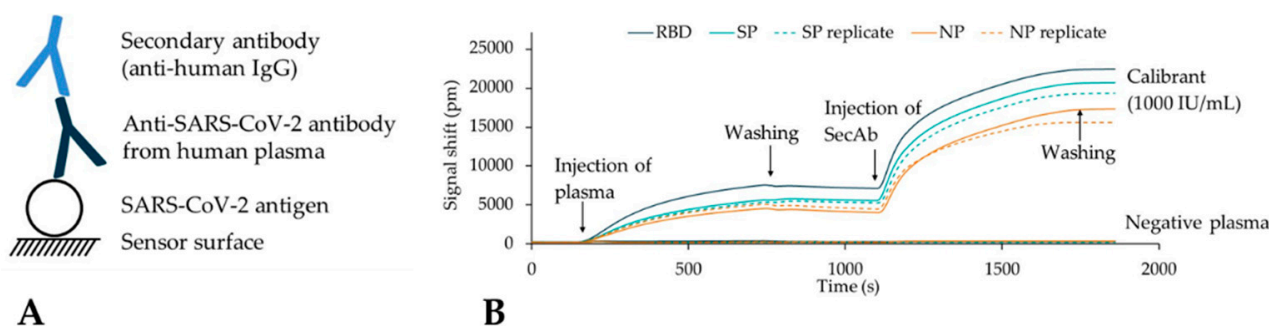 Secondary antibody
(anti-human IgG)
Anti-SARS-CoV-2 antibody
from human plasma
SARS-CoV-2 antigen
Sensor surface
A
RBD SP SP replicate NP NP replicate
Signal shift (pm)
25000
20000
15000
10000
5000
0
Injection of
plasma
Washing
Injection of
SecAb
Washing
Calibrant
(1000 IU/mL)
Negative plasma
0 500 1000 1500 2000
Time (s)
B